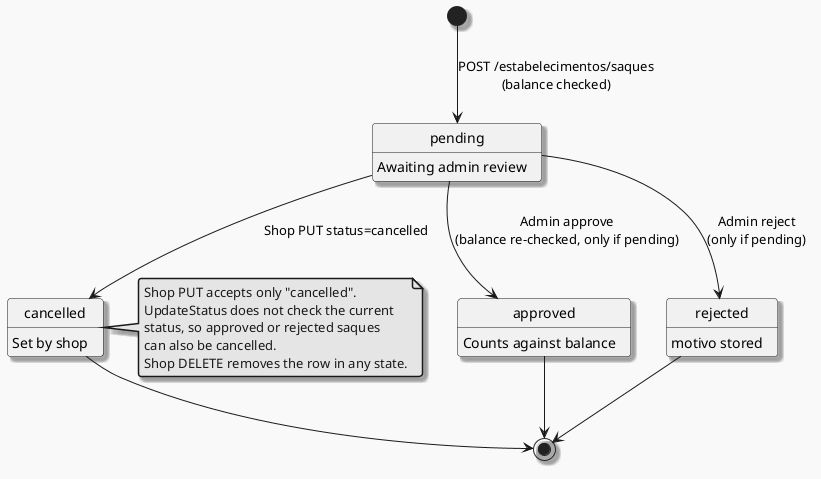 POST /estabelecimentos/saques
(balance checked)
pending
Awaiting admin review
Shop PUT status=cancelled
Admin approve
(balance re-checked, only if pending)
Admin reject
(only if pending)
cancelled
Set by shop
Shop PUT accepts only "cancelled".
UpdateStatus does not check the current
status, so approved or rejected saques
can also be cancelled.
Shop DELETE removes the row in any state.
approved
Counts against balance
rejected
motivo stored